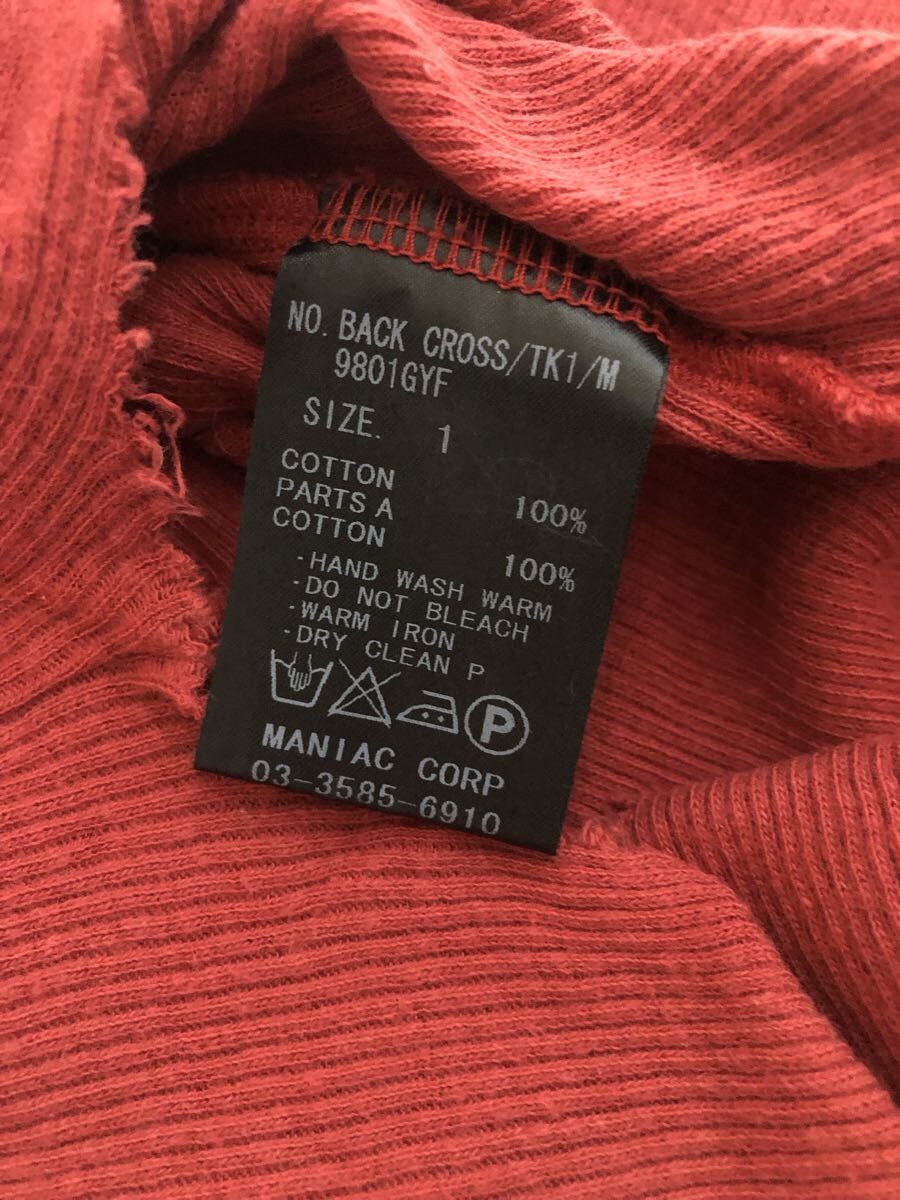 NO. BACK CROSS/TK1/M
9801GYF
SIZE. 1
COTTON 100%
PARTS A
COTTON 100%
·HAND WASH WARM
·DO NOT BLEACH
·WARM IRON
·DRY CLEAN P
P
MANIAC CORP
03-3585-6910